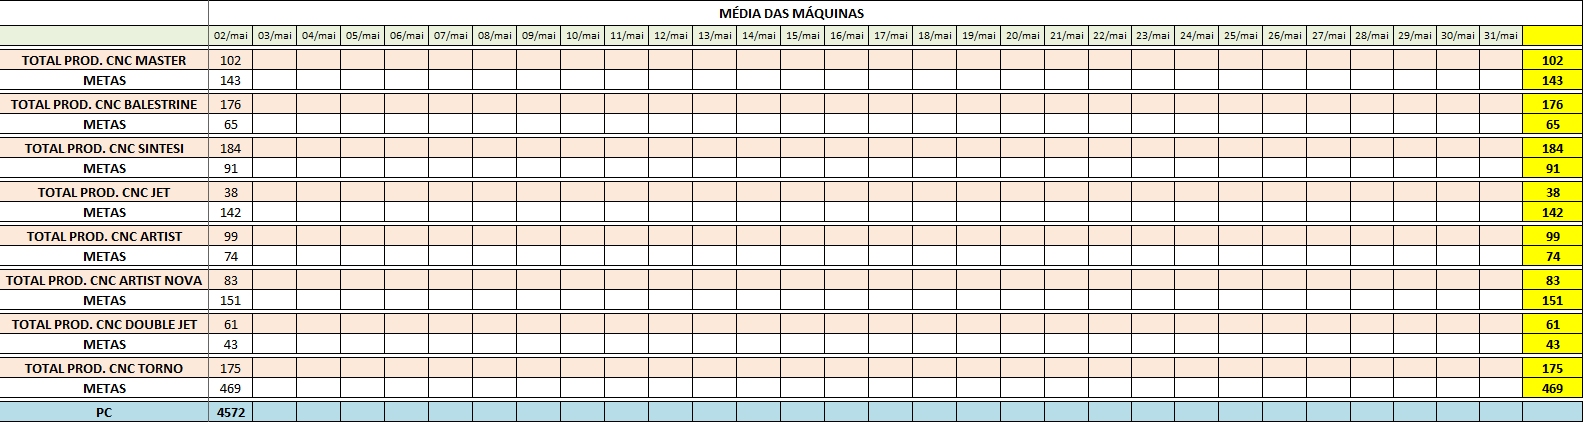 MÉDIA DAS MÁQUINAS
02/mai 03/mai 04/mai 05/mai 06/mai 07/mai 08/mai 09/mai 10/mai 11/mai 12/mai 13/mai 14/mai 15/mai 16/mai 17/mai 18/mai 19/mai 20/mai 21/mai 22/mai 23/mai 24/mai 25/mai 26/mai 27/mai 28/mai 29/mai 30/mai 31/mai
TOTAL PROD. CNC MASTER 102 102
METAS 143 143
TOTAL PROD. CNC BALESTRINE 176 176
METAS 65 65
TOTAL PROD. CNC SINTESI 184 184
METAS 91 91
TOTAL PROD. CNC JET 38 38
METAS 142 142
TOTAL PROD. CNC ARTIST 99 99
METAS 74 74
TOTAL PROD. CNC ARTIST NOVA 83 83
METAS 151 151
TOTAL PROD. CNC DOUBLE JET 61 61
METAS 43 43
TOTAL PROD. CNC TORNO 175 175
METAS 469 469
PC 4572